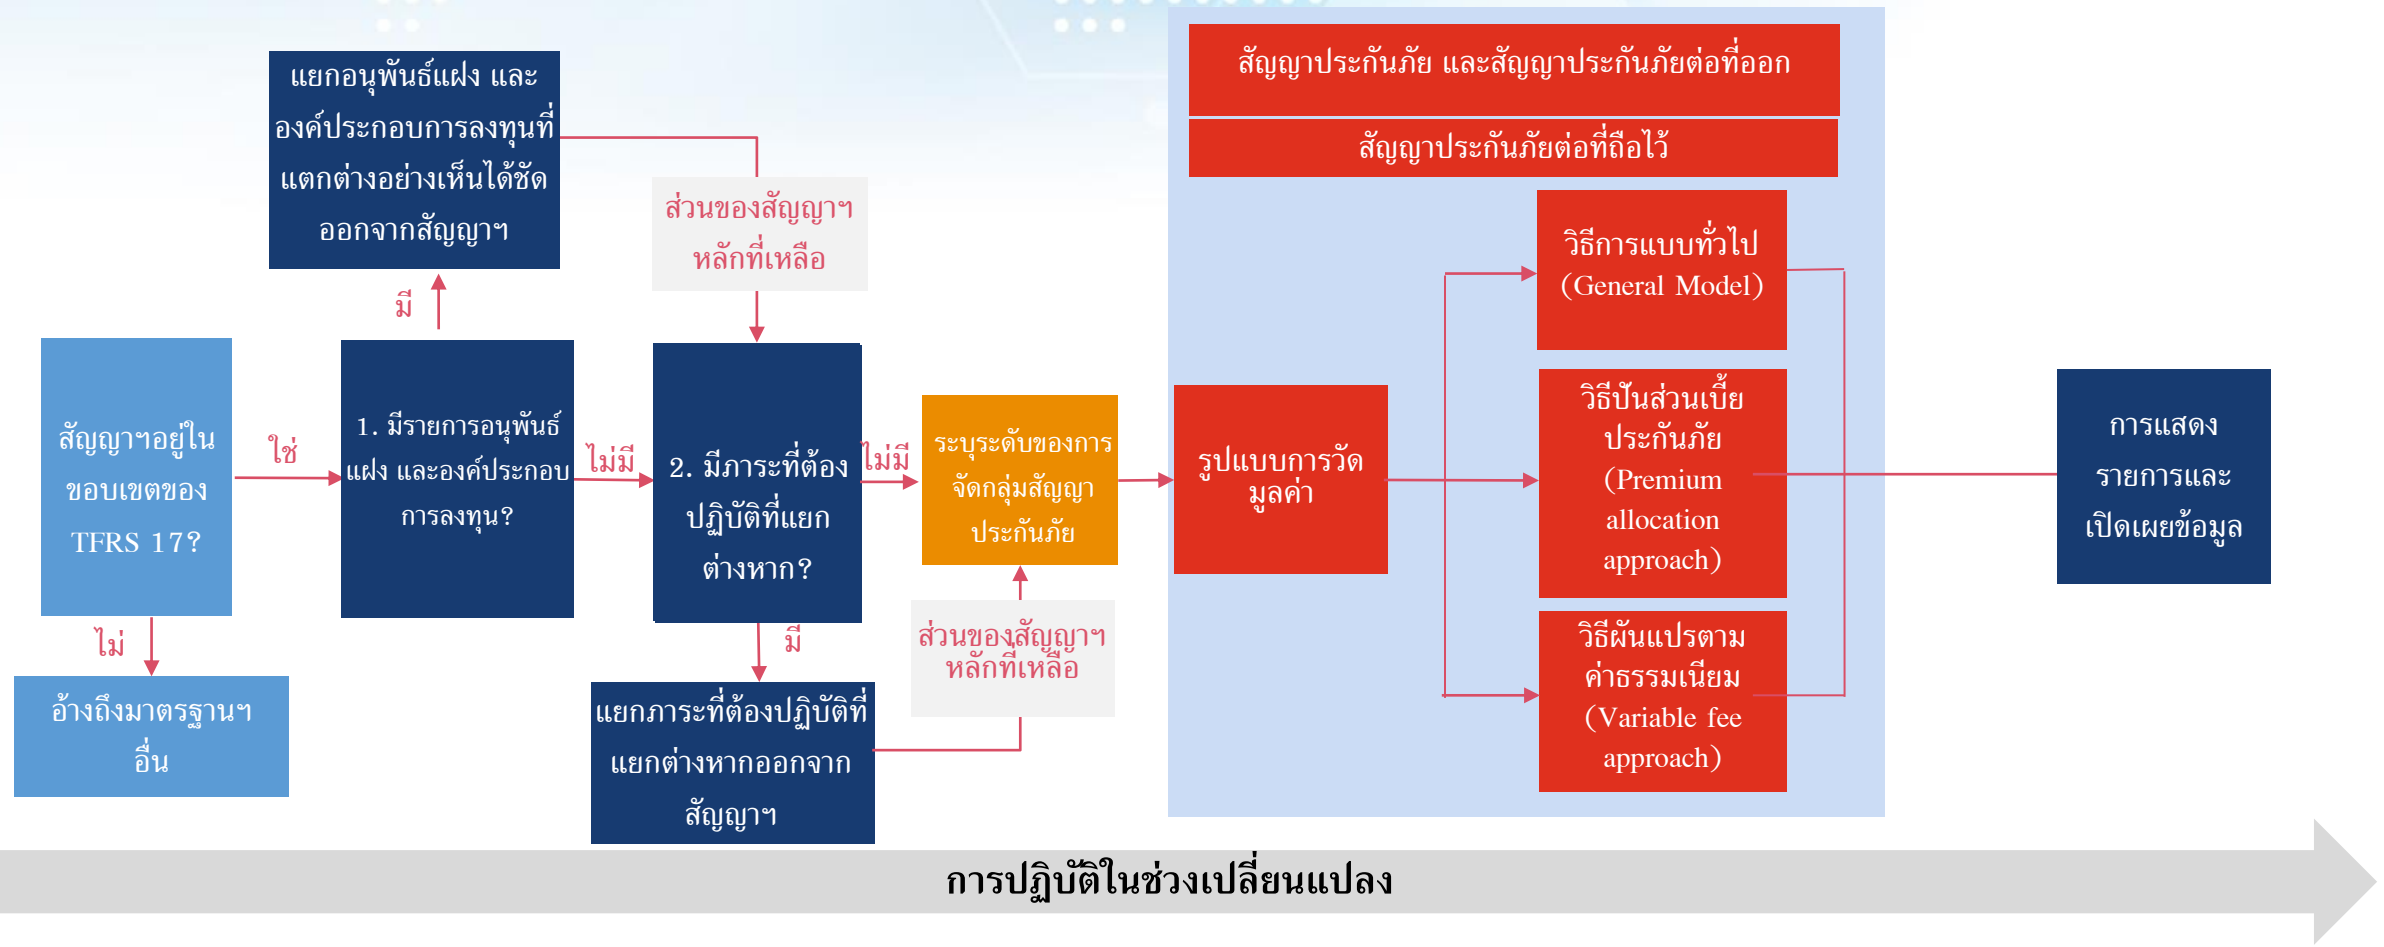 แยกอนุพันธ์แฝง และ
องค์ประกอบการลงทุนที่
แตกต่างอย่างเห็นได้ชัด
ออกจากสัญญาฯ
มี
สัญญาฯอยู่ใน
ขอบเขตของ
TFRS 17?
ใช่
ไม่
อ้างถึงมาตรฐานฯ
อื่น
1. มีรายการอนุพันธ์
แฝง และองค์ประกอบ
การลงทุน?
ไม่มี
ส่วนของสัญญาฯ
หลักที่เหลือ
2. มีภาระที่ต้อง
ปฏิบัติที่แยก
ต่างหาก?
ไม่มี
มี
แยกภาระที่ต้องปฏิบัติที่
แยกต่างหากออกจาก
สัญญาฯ
ส่วนของสัญญาฯ
หลักที่เหลือ
ระบุระดับของการ
จัดกลุ่มสัญญา
ประกันภัย
สัญญาประกันภัย และสัญญาประกันภัยต่อที่ออก
สัญญาประกันภัยต่อที่ถือไว้
รูปแบบการวัด
มูลค่า
วิธีการแบบทั่วไป
(General Model)
วิธีปันส่วนเบี้ย
ประกันภัย
(Premium
allocation
approach)
วิธีผันแปรตาม
ค่าธรรมเนียม
(Variable fee
approach)
การแสดง
รายการและ
เปิดเผยข้อมูล
การปฏิบัติในช่วงเปลี่ยนแปลง